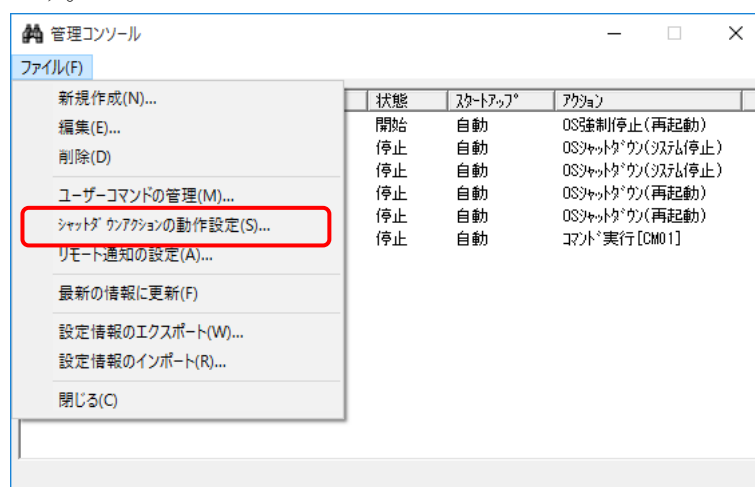 管理コンソール
ファイル(F)
新規作成(N)...
編集(E)...
削除(D)
ユーザーコマンドの管理(M)...
ｼｬｯﾄﾀﾞｳﾝｱｸｼｮﾝの動作設定(S)...
リモート通知の設定(A)...
最新の情報に更新(F)
設定情報のエクスポート(W)...
設定情報のインポート(R)...
閉じる(C)
状態 ｽﾀｰﾄｱｯﾌﾟ ｱｸｼｮﾝ
開始 自動 OS強制停止(再起動)
停止 自動 OSｼｬｯﾄﾀﾞｳﾝ(ｼｽﾃﾑ停止)
停止 自動 OSｼｬｯﾄﾀﾞｳﾝ(ｼｽﾃﾑ停止)
停止 自動 OSｼｬｯﾄﾀﾞｳﾝ(再起動)
停止 自動 OSｼｬｯﾄﾀﾞｳﾝ(再起動)
停止 自動 ｺﾏﾝﾄﾞ実行[CM01]